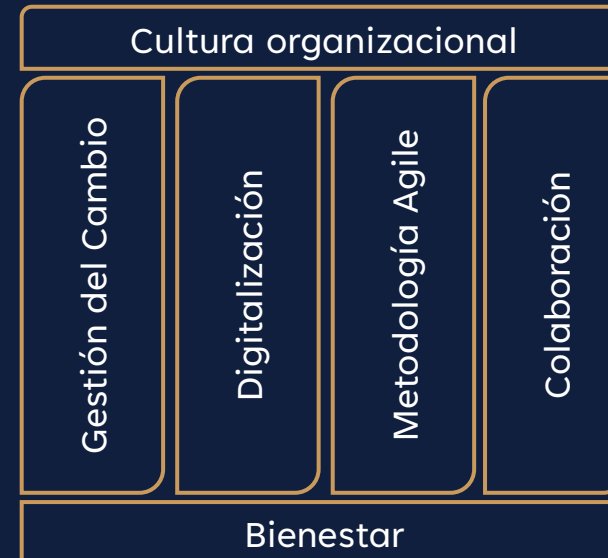 Cultura organizacional
Gestión del Cambio
Digitalización
Metodología Agile
Colaboración
Bienestar